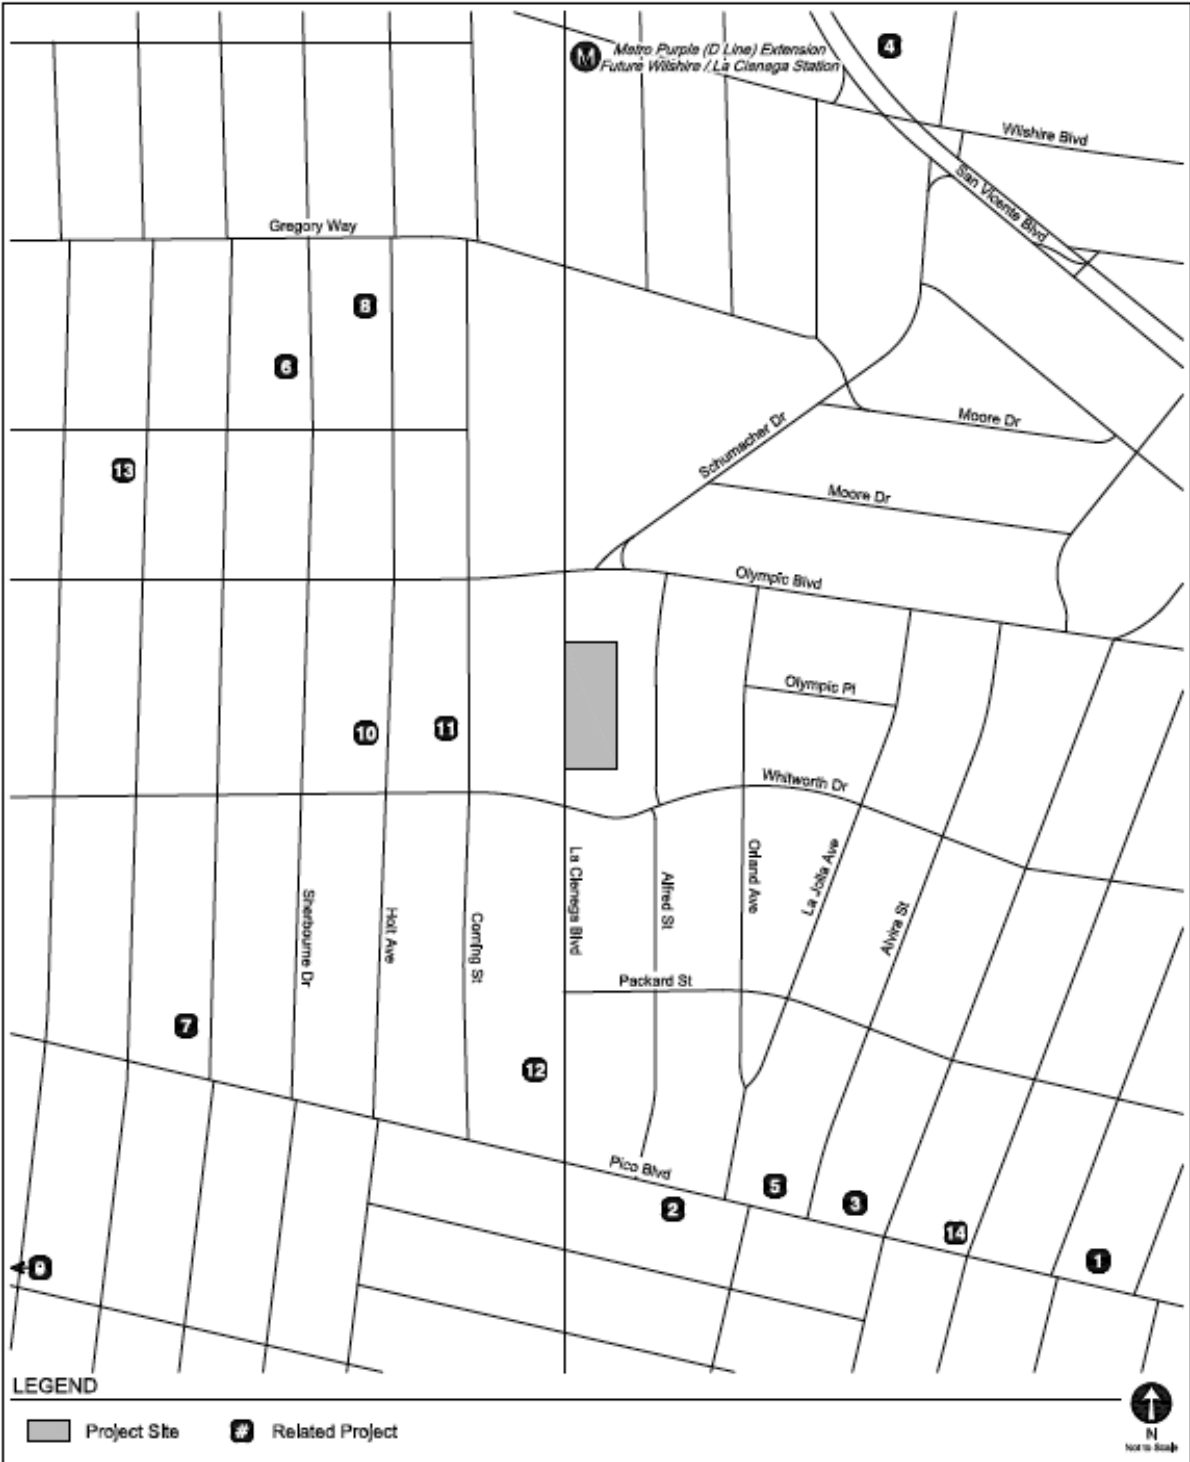 4
M
Metro Purple (D Line) Extension
Future Wilshire / La Cienega Station
Wilshire Blvd
San Vicente Blvd
Gregory Way
8
6
Moore Dr
Schumacher Dr
13
Moore Dr
Olympic Blvd
Olympic Pl
10
11
Whitworth Dr
La Cienega Blvd
Alfred St
Orland Ave
La Jolla Ave
Alvira St
Sherbourne Dr
Holt Ave
Corning St
Packard St
7
12
Pico Blvd
2
5
3
14
1
9
LEGEND
Project Site
# Related Project
N
Not to Scale